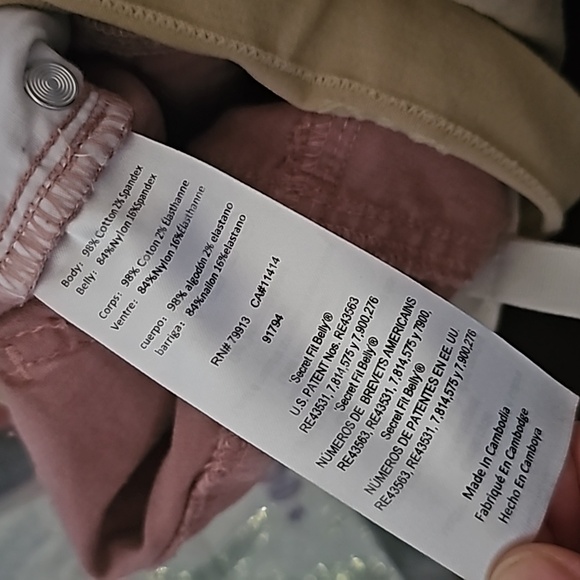 Body: 98% Cotton 2% Spandex
Belly: 84%Nylon 16%Spandex
Corps: 98% Coton 2% Élasthanne
Ventre: 84%Nylon 16%Élasthanne
cuerpo: 98% algodón 2% elastano
barriga: 84%nailon 16%elastano
RN# 79913 CA#11414
91794
Secret Fit Belly®
U.S. PATENT Nos. RE43563
RE43531, 7.814.575 y 7.900.276
Secret Fit Belly®
NÚMEROS DE BREVETS AMERICAINS
RE43563, RE43531, 7.814.575 y 7900.
Secret Fit Belly®
NÚMEROS DE PATENTES EN EE. UU.
RE43563, RE43531, 7.814.575 y 7.900.276
Made In Cambodia
Fabriqué En Cambodge
Hecho En Camboya